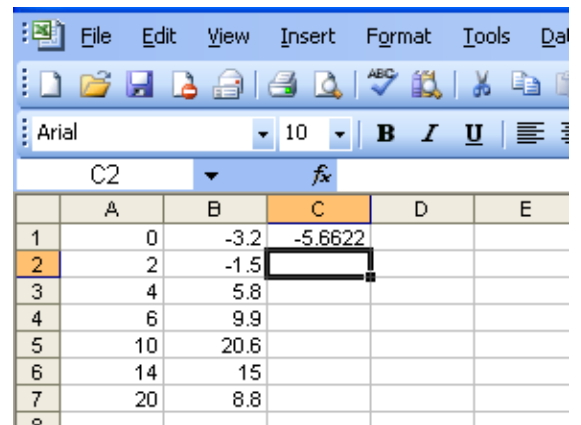 File Edit View Insert Format Tools
ABC
Arial 10 B I U
C2 fx
A B C D E
1 0 -3.2 -5.6622
2 2 -1.5
3 4 5.8
4 6 9.9
5 10 20.6
6 14 15
7 20 8.8